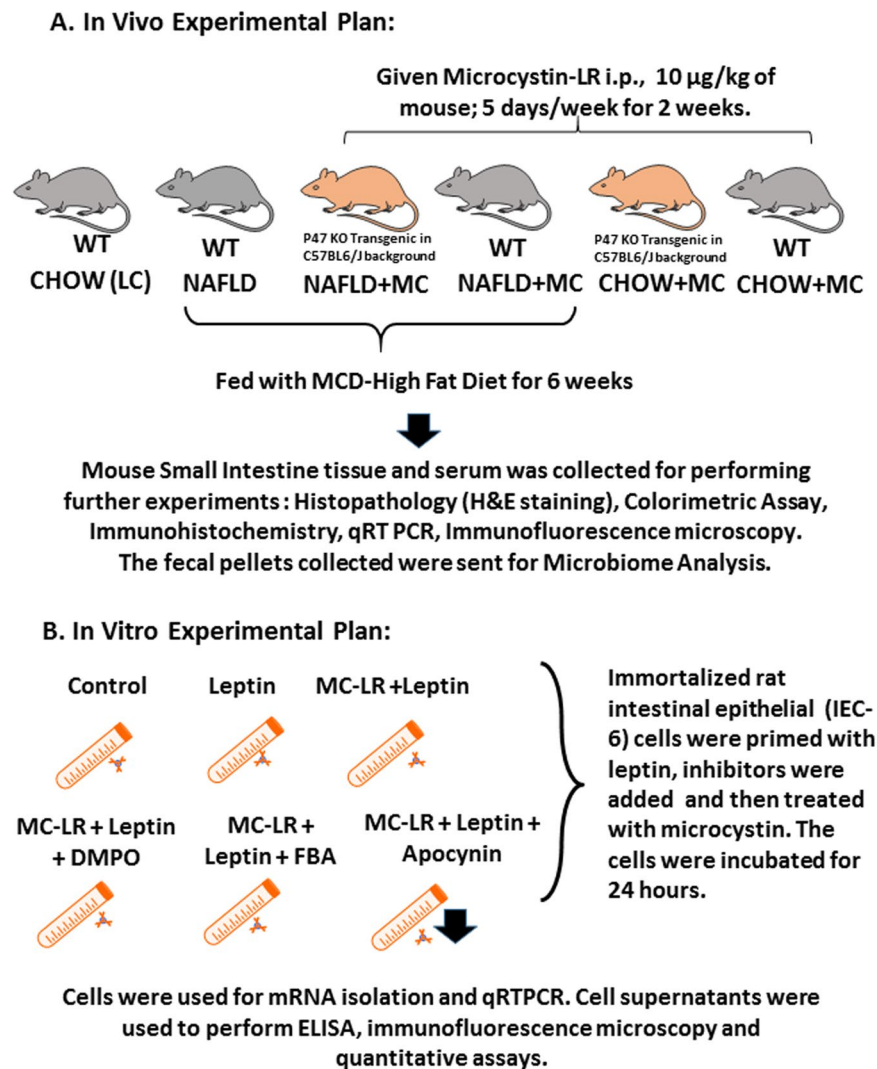 A. In Vivo Experimental Plan:
Given Microcystin-LR i.p., 10 µg/kg of
mouse; 5 days/week for 2 weeks.
WT
CHOW (LC)
WT
NAFLD
P47 KO Transgenic in
C57BL6/J background
NAFLD+MC
WT
NAFLD+MC
P47 KO Transgenic in
C57BL6/J background
CHOW+MC
WT
CHOW+MC
Fed with MCD-High Fat Diet for 6 weeks
Mouse Small Intestine tissue and serum was collected for performing
further experiments : Histopathology (H&E staining), Colorimetric Assay,
Immunohistochemistry, qRT PCR, Immunofluorescence microscopy.
The fecal pellets collected were sent for Microbiome Analysis.
B. In Vitro Experimental Plan:
Control
Leptin
MC-LR +Leptin
MC-LR + Leptin
+ DMPO
MC-LR +
Leptin + FBA
MC-LR + Leptin +
Apocynin
Immortalized rat
intestinal epithelial (IEC-
6) cells were primed with
leptin, inhibitors were
added and then treated
with microcystin. The
cells were incubated for
24 hours.
Cells were used for mRNA isolation and qRTPCR. Cell supernatants were
used to perform ELISA, immunofluorescence microscopy and
quantitative assays.